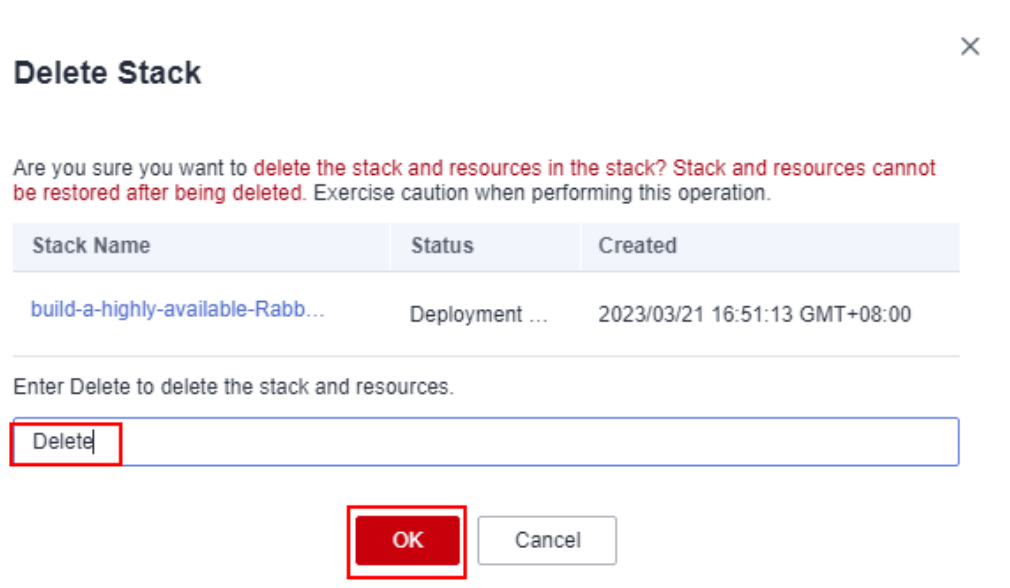 Delete Stack
Are you sure you want to delete the stack and resources in the stack? Stack and resources cannot
be restored after being deleted. Exercise caution when performing this operation.
Stack Name Status Created
build-a-highly-available-Rabb... Deployment ... 2023/03/21 16:51:13 GMT+08:00
Enter Delete to delete the stack and resources.
Delete
OK Cancel